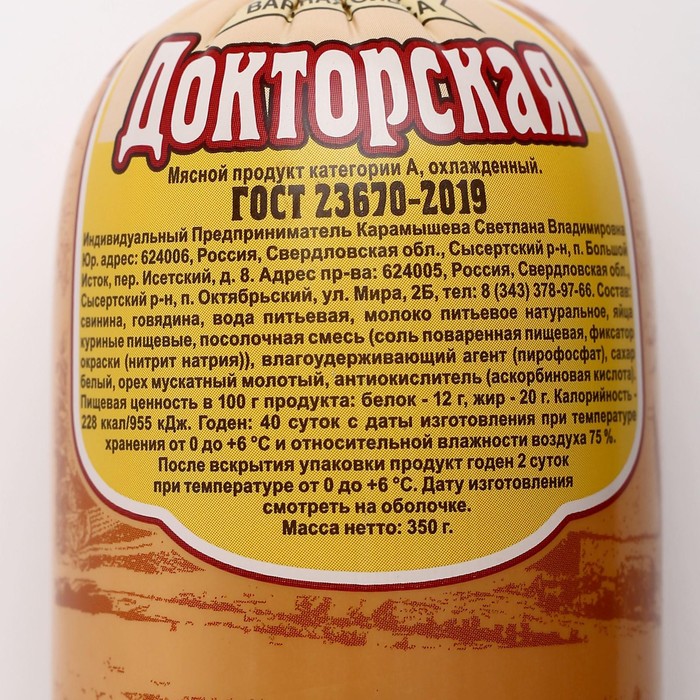 ВАРЁНАЯ
Докторская
Мясной продукт категории А, охлажденный.
ГОСТ 23670-2019
Индивидуальный Предприниматель Карамышева Светлана Владимировна
Юр. адрес: 624006, Россия, Свердловская обл., Сысертский р-н, п. Большой
Исток, пер. Исетский, д. 8. Адрес пр-ва: 624005, Россия, Свердловская обл.,
Сысертский р-н, п. Октябрьский, ул. Мира, 2Б, тел: 8 (343) 378-97-66. Состав:
свинина, говядина, вода питьевая, молоко питьевое натуральное, яйца
куриные пищевые, посолочная смесь (соль поваренная пищевая, фиксатор
окраски (нитрит натрия)), влагоудерживающий агент (пирофосфат), сахар
белый, орех мускатный молотый, антиокислитель (аскорбиновая кислота).
Пищевая ценность в 100 г продукта: белок - 12 г, жир - 20 г. Калорийность -
228 ккал/955 кДж. Годен: 40 суток с даты изготовления при температуре
хранения от 0 до +6 °С и относительной влажности воздуха 75 %.
После вскрытия упаковки продукт годен 2 суток
при температуре от 0 до +6 °С. Дату изготовления
смотреть на оболочке.
Масса нетто: 350 г.